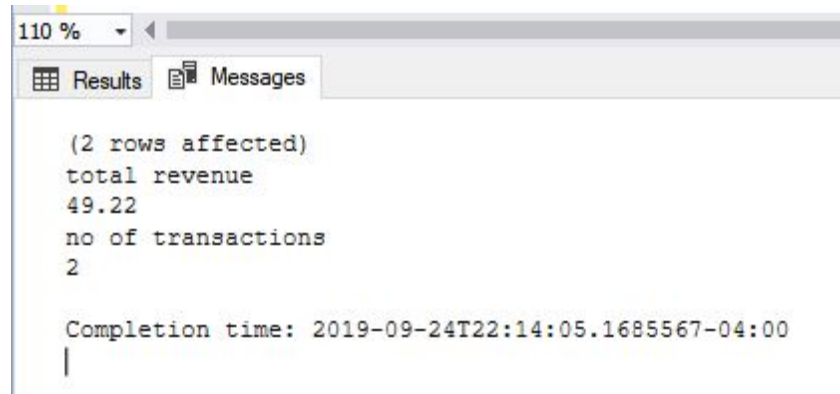 110 %
Results Messages
(2 rows affected)
total revenue
49.22
no of transactions
2
Completion time: 2019-09-24T22:14:05.1685567-04:00